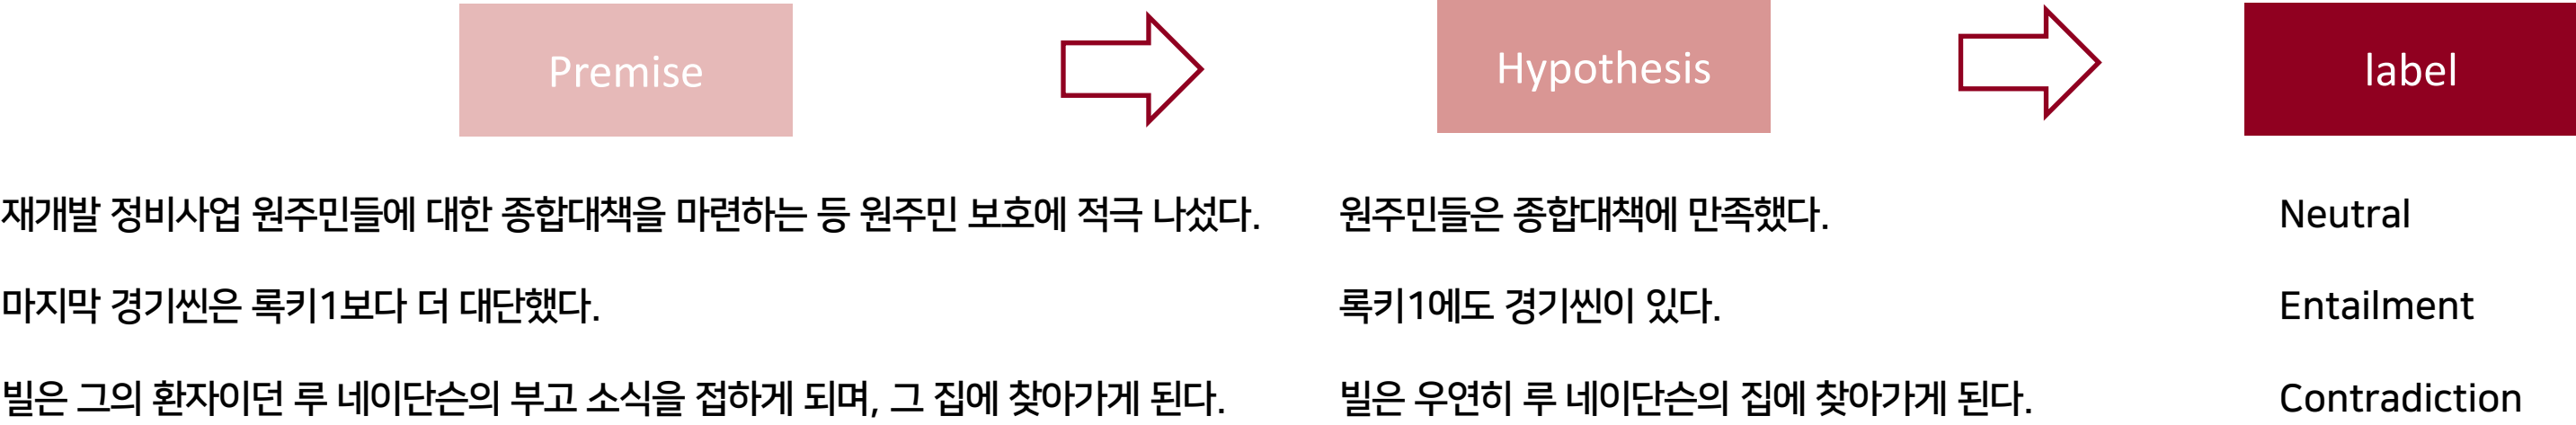 Premise
Hypothesis
label
재개발 정비사업 원주민들에 대한 종합대책을 마련하는 등 원주민 보호에 적극 나섰다. 원주민들은 종합대책에 만족했다. Neutral
마지막 경기씬은 록키1보다 더 대단했다. 록키1에도 경기씬이 있다. Entailment
빌은 그의 환자이던 루 네이단슨의 부고 소식을 접하게 되며, 그 집에 찾아가게 된다. 빌은 우연히 루 네이단슨의 집에 찾아가게 된다. Contradiction